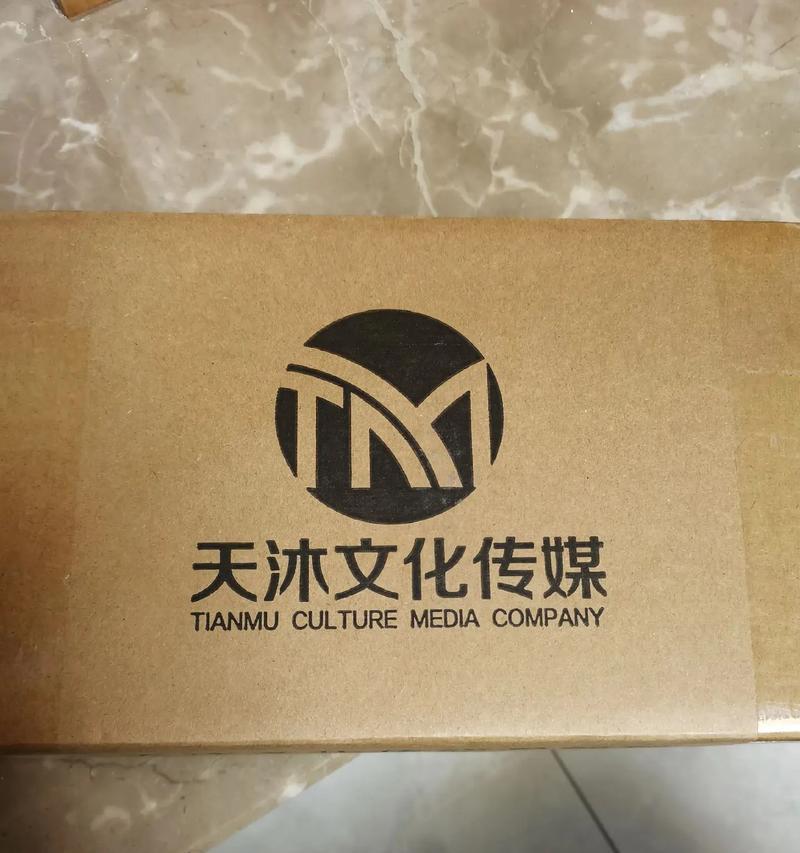 TM
天沐文化传媒
TIANMU CULTURE MEDIA COMPANY